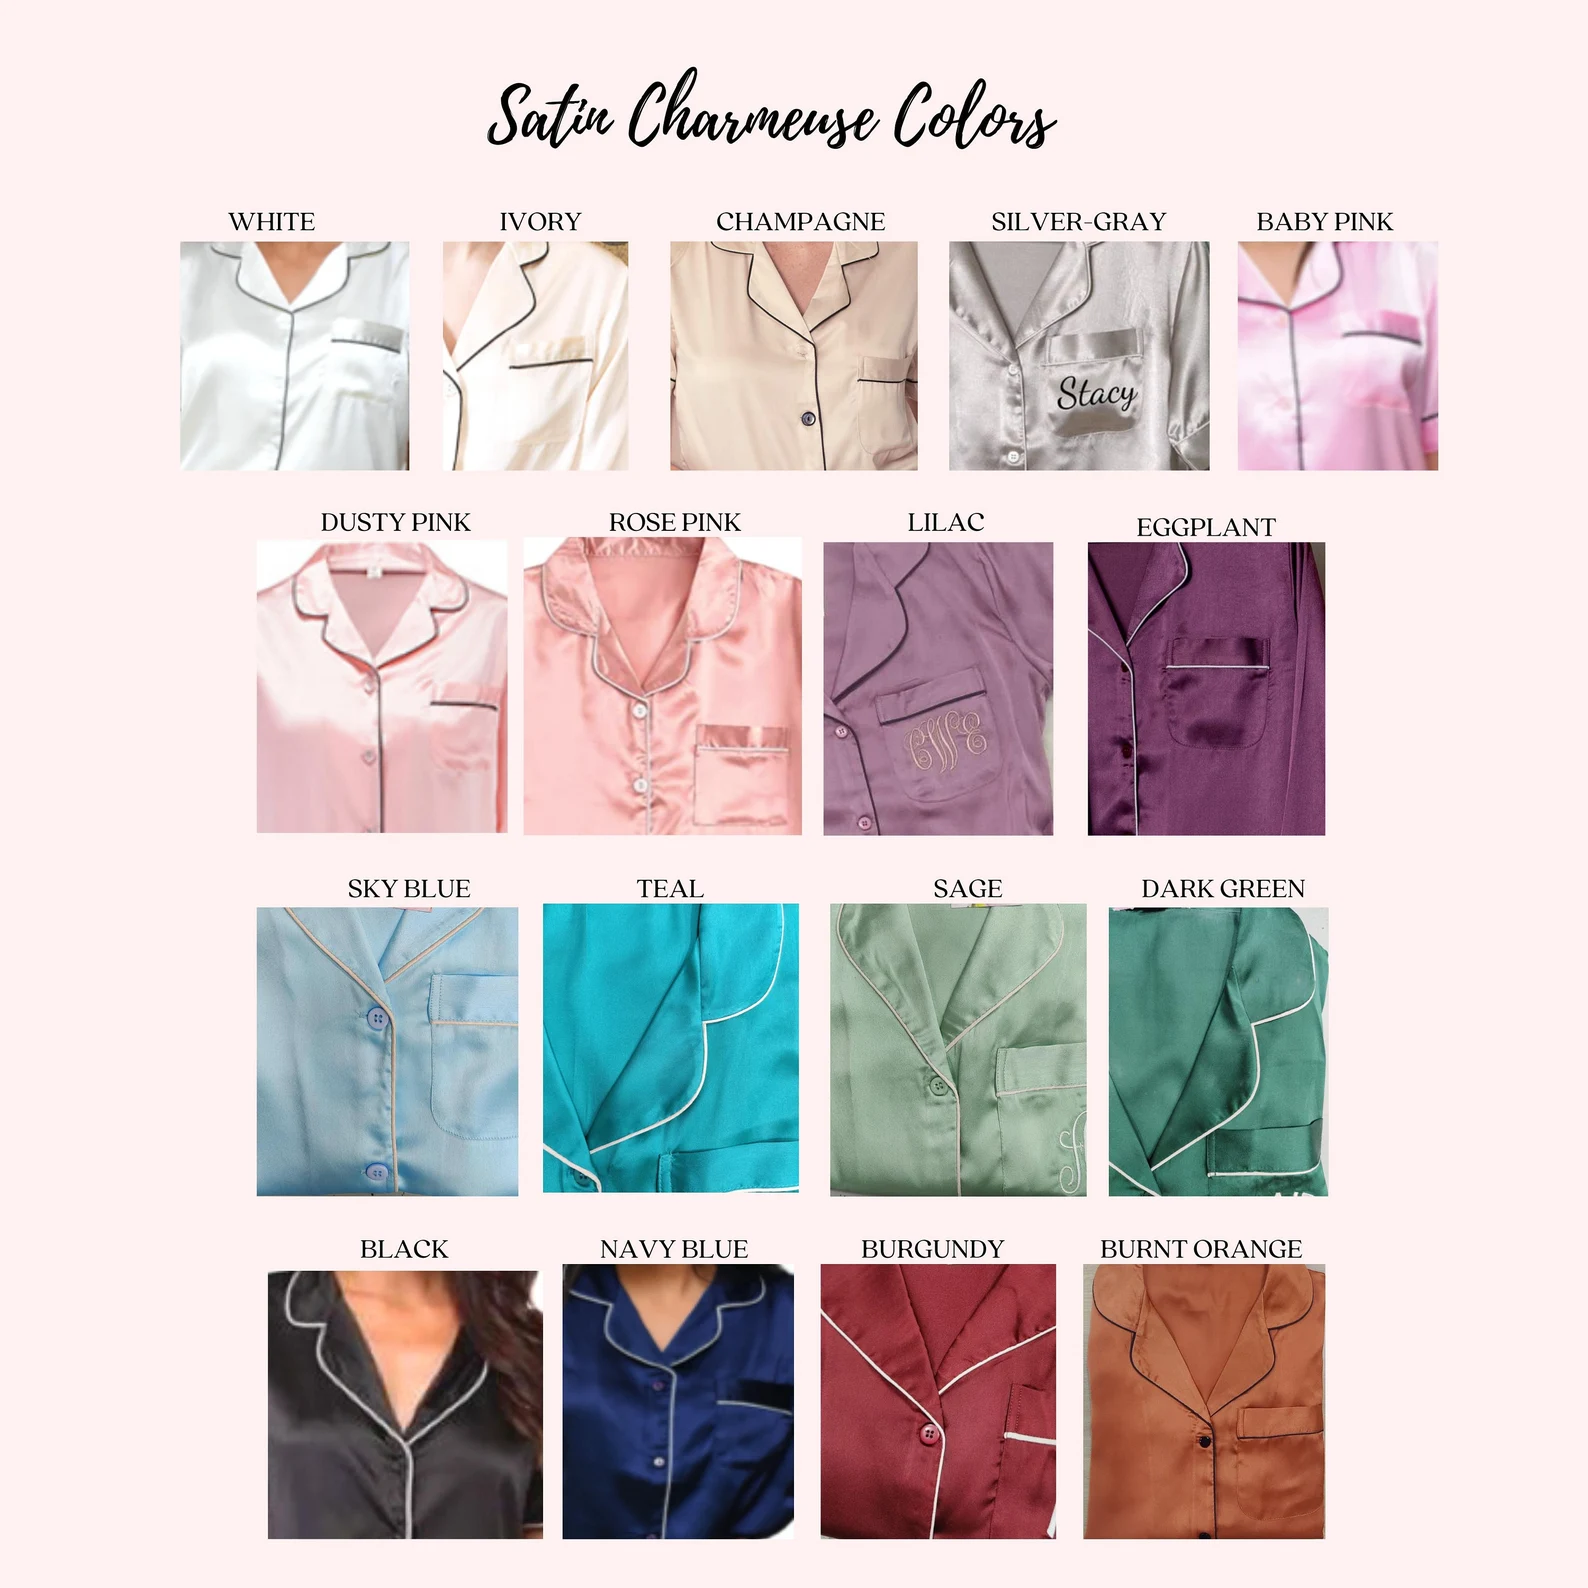 Satin Charmeuse Colors
WHITE
IVORY
CHAMPAGNE
SILVER-GRAY
BABY PINK
Stacy
DUSTY PINK
ROSE PINK
LILAC
EGGPLANT
CWE
SKY BLUE
TEAL
SAGE
DARK GREEN
BLACK
NAVY BLUE
BURGUNDY
BURNT ORANGE